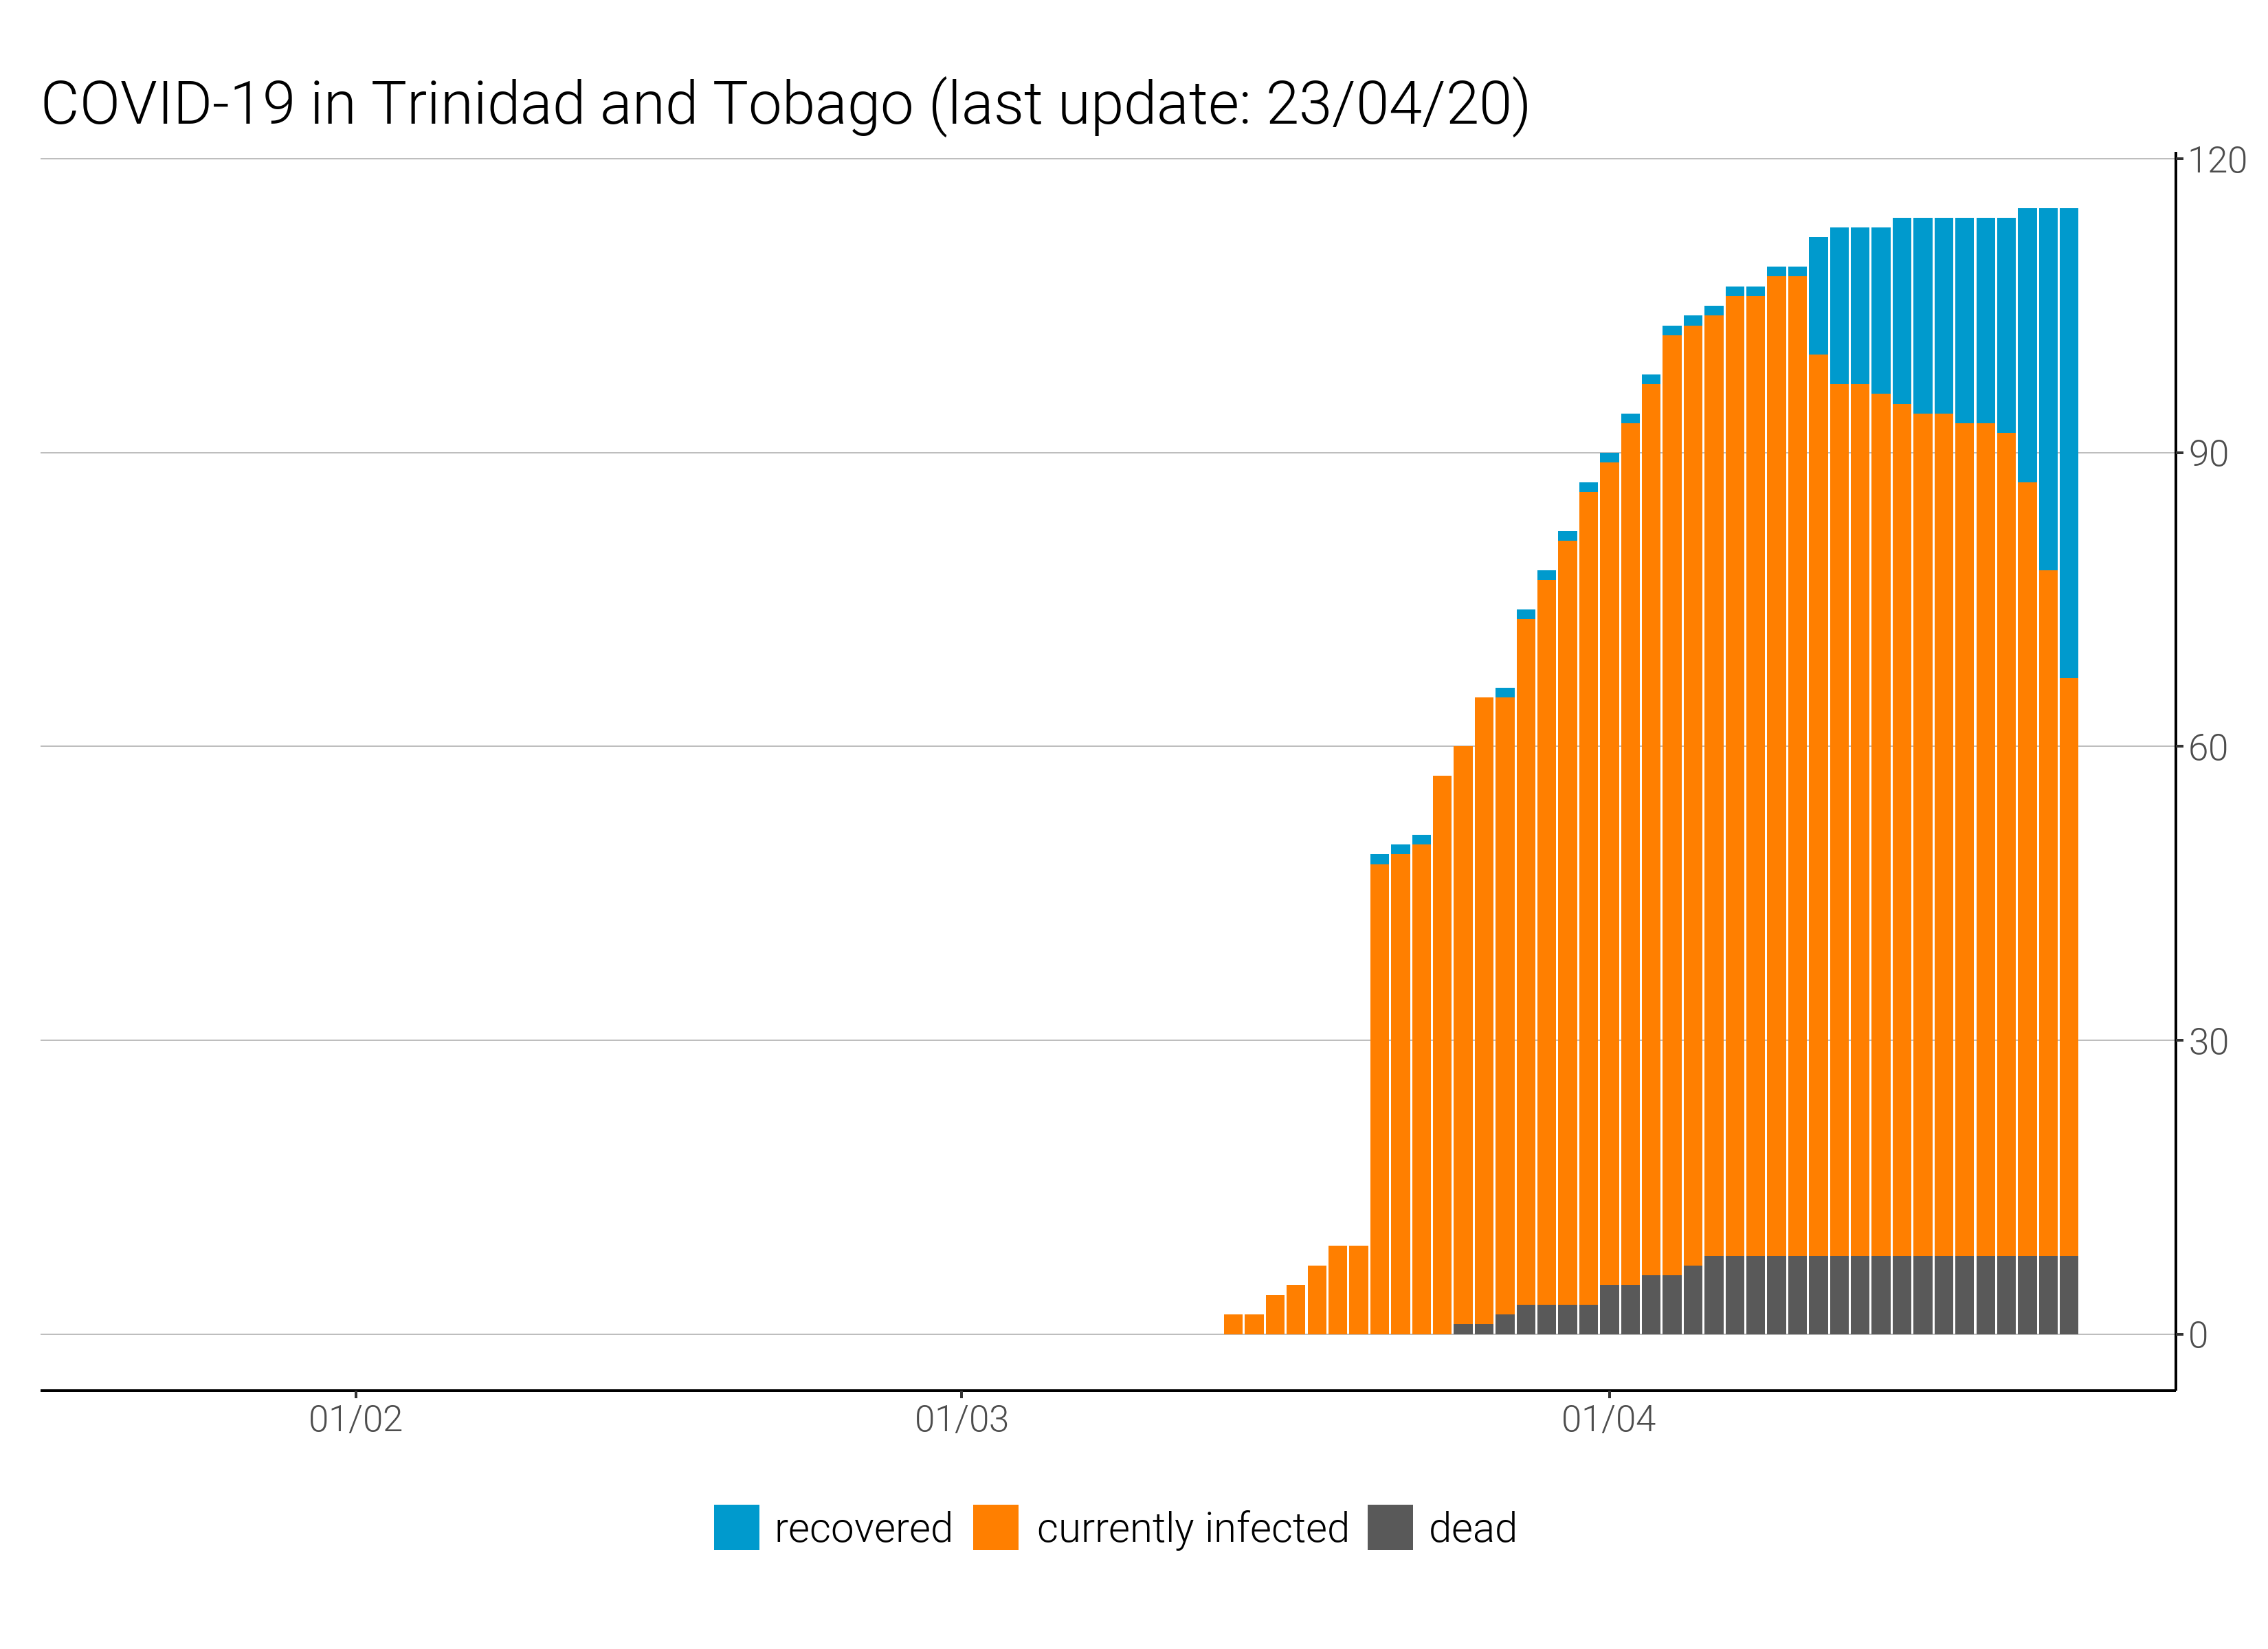 COVID-19 in Trinidad and Tobago (last update: 23/04/20)
120
90
60
30
0
01/02 01/03 01/04
recovered currently infected dead